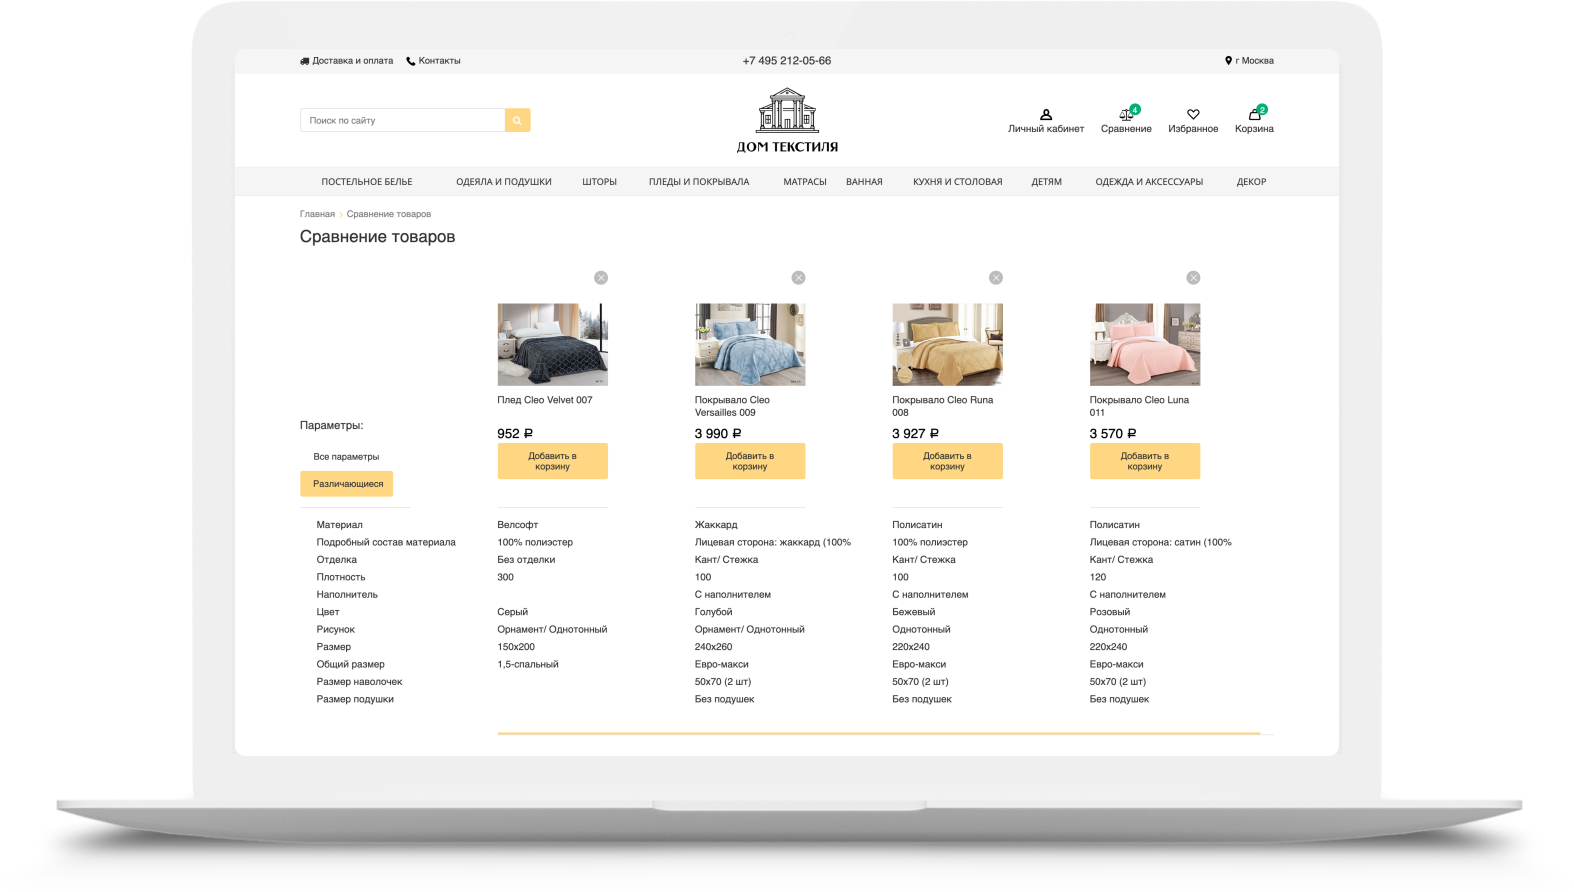 Доставка и оплата Контакты +7 495 212-05-66 г Москва
Поиск по сайту
4
2
Личный кабинет Сравнение Избранное Корзина
ДОМ ТЕКСТИЛЯ
ПОСТЕЛЬНОЕ БЕЛЬЕ ОДЕЯЛА И ПОДУШКИ ШТОРЫ ПЛЕДЫ И ПОКРЫВАЛА МАТРАСЫ ВАННАЯ КУХНЯ И СТОЛОВАЯ ДЕТЯМ ОДЕЖДА И АКСЕССУАРЫ ДЕКОР
Главная > Сравнение товаров
Сравнение товаров
Плед Cleo Velvet 007
952 ₽
Добавить в
корзину
Покрывало Cleo
Versailles 009
3 990 ₽
Добавить в
корзину
Покрывало Cleo Runa
008
3 927 ₽
Добавить в
корзину
Покрывало Cleo Luna
011
3 570 ₽
Добавить в
корзину
Параметры:
Все параметры
Различающиеся
Материал Велсофт Жаккард Полисатин Полисатин
Подробный состав материала 100% полиэстер Лицевая сторона: жаккард (100% 100% полиэстер Лицевая сторона: сатин (100%
Отделка Без отделки Кант/ Стежка Кант/ Стежка Кант/ Стежка
Плотность 300 100 100 120
Наполнитель С наполнителем С наполнителем С наполнителем
Цвет Серый Голубой Бежевый Розовый
Рисунок Орнамент/ Однотонный Орнамент/ Однотонный Однотонный Однотонный
Размер 150х200 240х260 220х240 220х240
Общий размер 1,5-спальный Евро-макси Евро-макси Евро-макси
Размер наволочек 50х70 (2 шт) 50х70 (2 шт) 50х70 (2 шт)
Размер подушки Без подушек Без подушек Без подушек